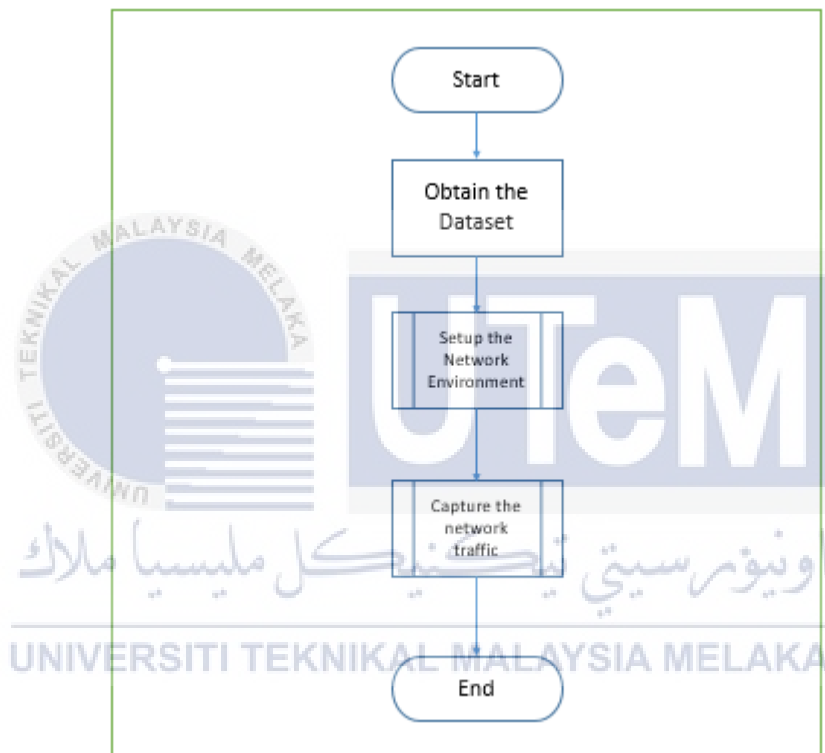 Start
Obtain the
Dataset
Setup the
Network
Environment
Capture the
network
traffic
End
UNIVERSITI TEKNIKAL MALAYSIA MELAKA
UTeM
اونيۏرسيتي تيكنيكل مليسيا ملاك
UNIVERSITI TEKNIKAL MALAYSIA MELAKA